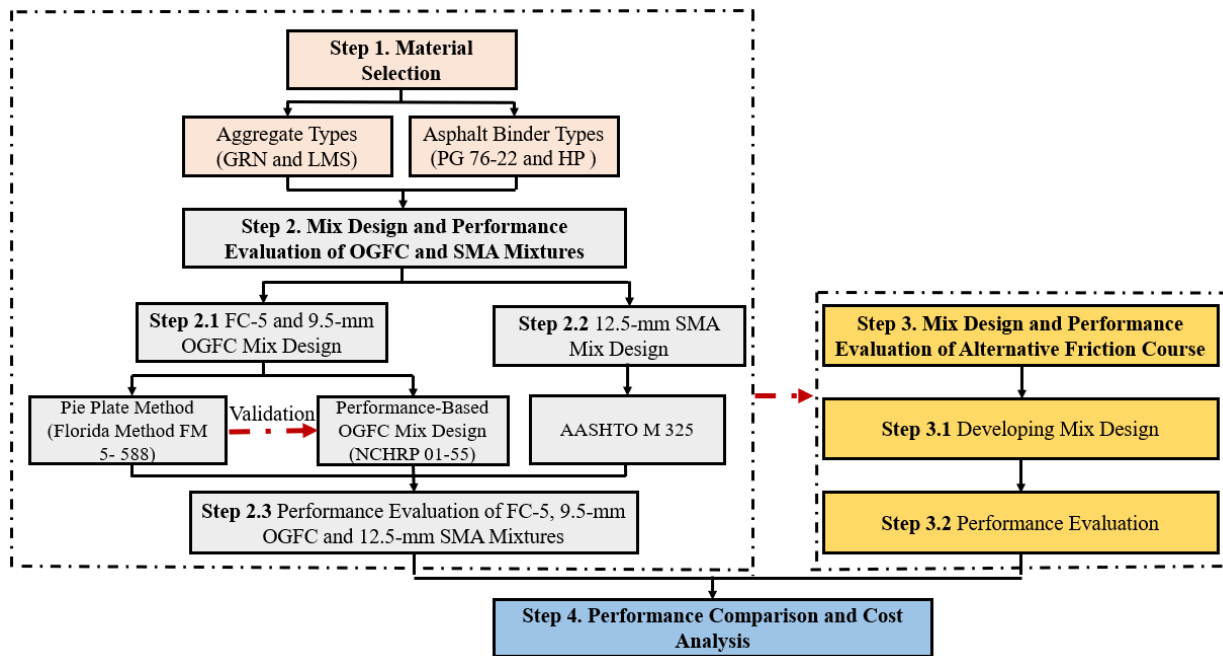 Step 1. Material
Selection
Aggregate Types
(GRN and LMS)
Asphalt Binder Types
(PG 76-22 and HP )
Step 2. Mix Design and Performance
Evaluation of OGFC and SMA Mixtures
Step 2.1 FC-5 and 9.5-mm
OGFC Mix Design
Step 2.2 12.5-mm SMA
Mix Design
Pie Plate Method
(Florida Method FM
5- 588)
Validation
Performance-Based
OGFC Mix Design
(NCHRP 01-55)
AASHTO M 325
Step 2.3 Performance Evaluation of FC-5, 9.5-mm
OGFC and 12.5-mm SMA Mixtures
Step 3. Mix Design and Performance
Evaluation of Alternative Friction Course
Step 3.1 Developing Mix Design
Step 3.2 Performance Evaluation
Step 4. Performance Comparison and Cost
Analysis